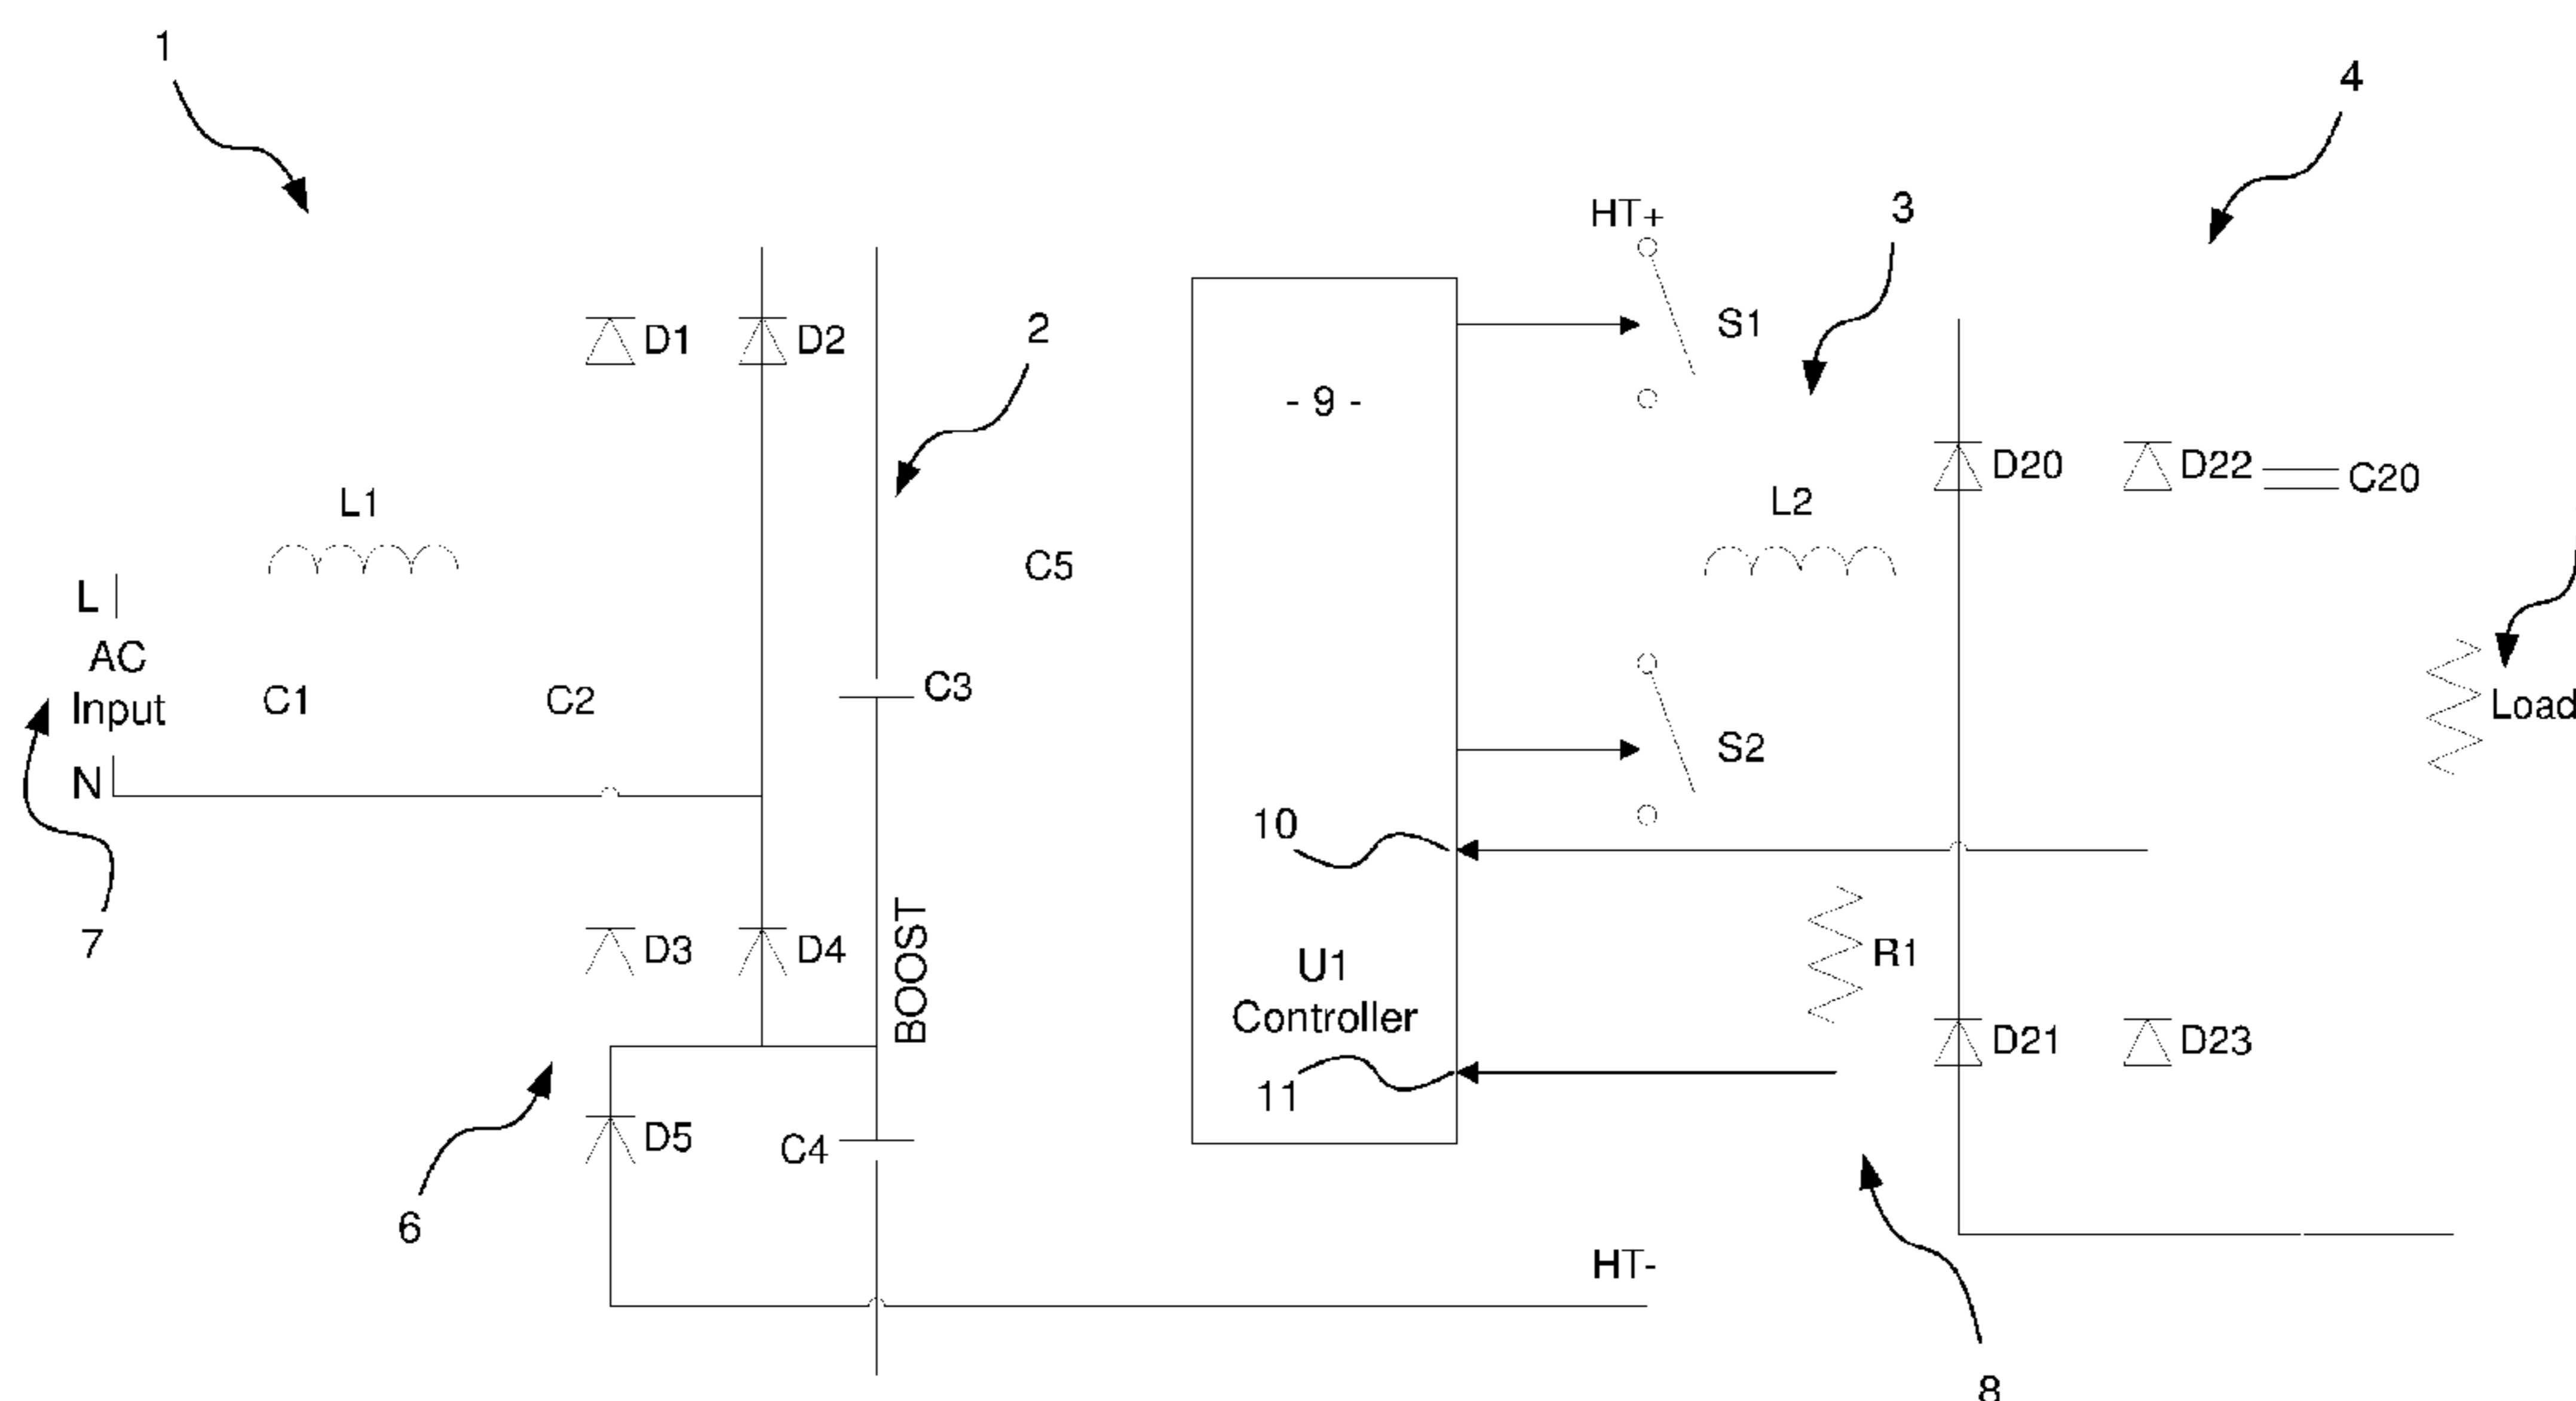 1
4
3
HT+
2
S1
D1
D2
- 9 -
D20
D22
C20
L1
L2
C5
L
AC
Input
N
C1
C2
C3
Load
S2
10
7
D3
D4
BOOST
U1
Controller
R1
11
D21
D23
D5
C4
6
HT-
8